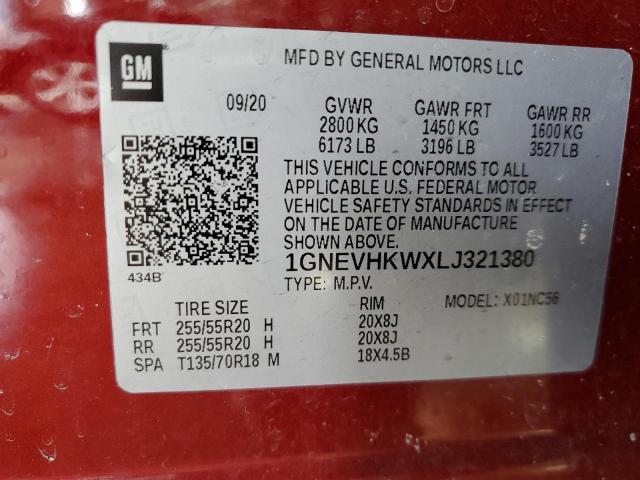 GM
MFD BY GENERAL MOTORS LLC
09/20 GVWR GAWR FRT GAWR RR
2800 KG 1450 KG 1600 KG
6173 LB 3196 LB 3527 LB
THIS VEHICLE CONFORMS TO ALL
APPLICABLE U.S. FEDERAL MOTOR
VEHICLE SAFETY STANDARDS IN EFFECT
ON THE DATE OF MANUFACTURE
SHOWN ABOVE.
434B
1GNEVHKWXLJ321380
TYPE: M.P.V. MODEL: X01NC56
TIRE SIZE RIM
FRT 255/55R20 H 20X8J
RR 255/55R20 H 20X8J
SPA T135/70R18 M 18X4.5B